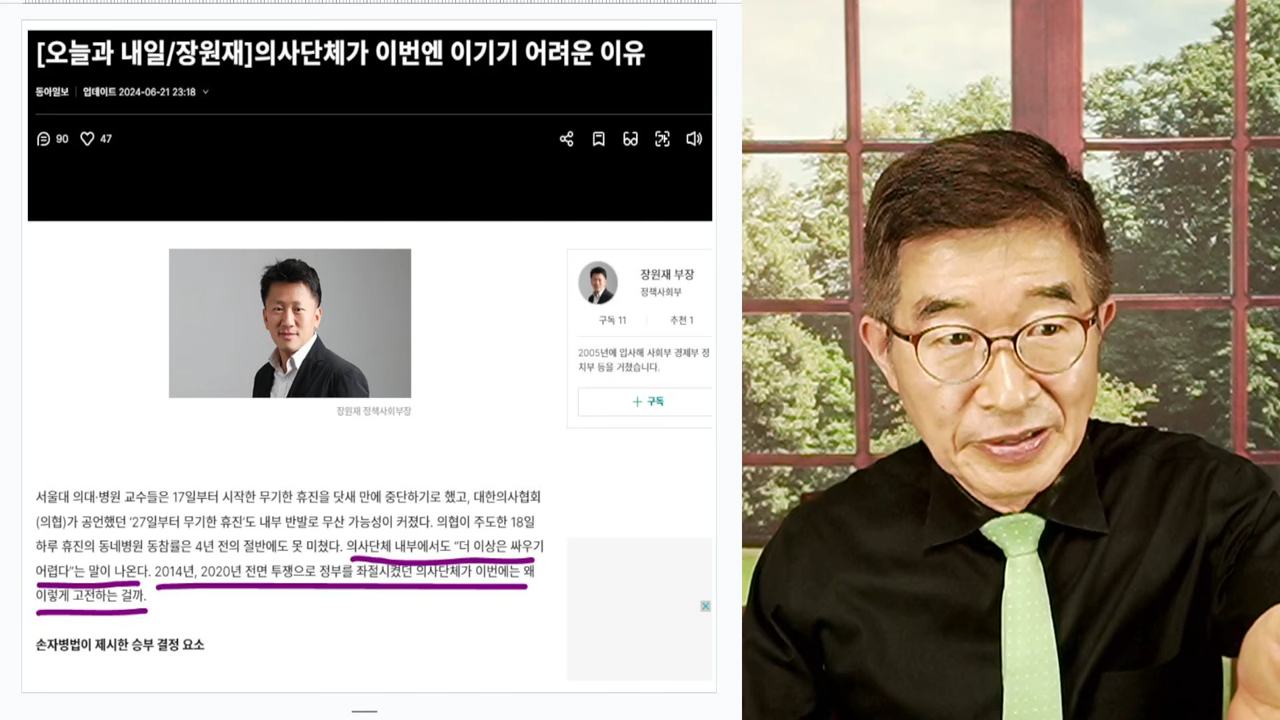 [오늘과 내일/장원재]의사단체가 이번엔 이기기 어려운 이유
동아일보 업데이트 2024-06-21 23:18
90 47
가
장원재 정책사회부장
장원재 부장
정책사회부
구독 11 추천 1
2005년에 입사해 사회부 경제부 정
치부 등을 거쳤습니다.
+ 구독
서울대 의대·병원 교수들은 17일부터 시작한 무기한 휴진을 닷새 만에 중단하기로 했고, 대한의사협회
(의협)가 공언했던 ‘27일부터 무기한 휴진’도 내부 반발로 무산 가능성이 커졌다. 의협이 주도한 18일
하루 휴진의 동네병원 동참률은 4년 전의 절반에도 못 미쳤다. 의사단체 내부에서도 “더 이상은 싸우기
어렵다”는 말이 나온다. 2014년, 2020년 전면 투쟁으로 정부를 좌절시켰던 의사단체가 이번에는 왜
이렇게 고전하는 걸까.
손자병법이 제시한 승부 결정 요소